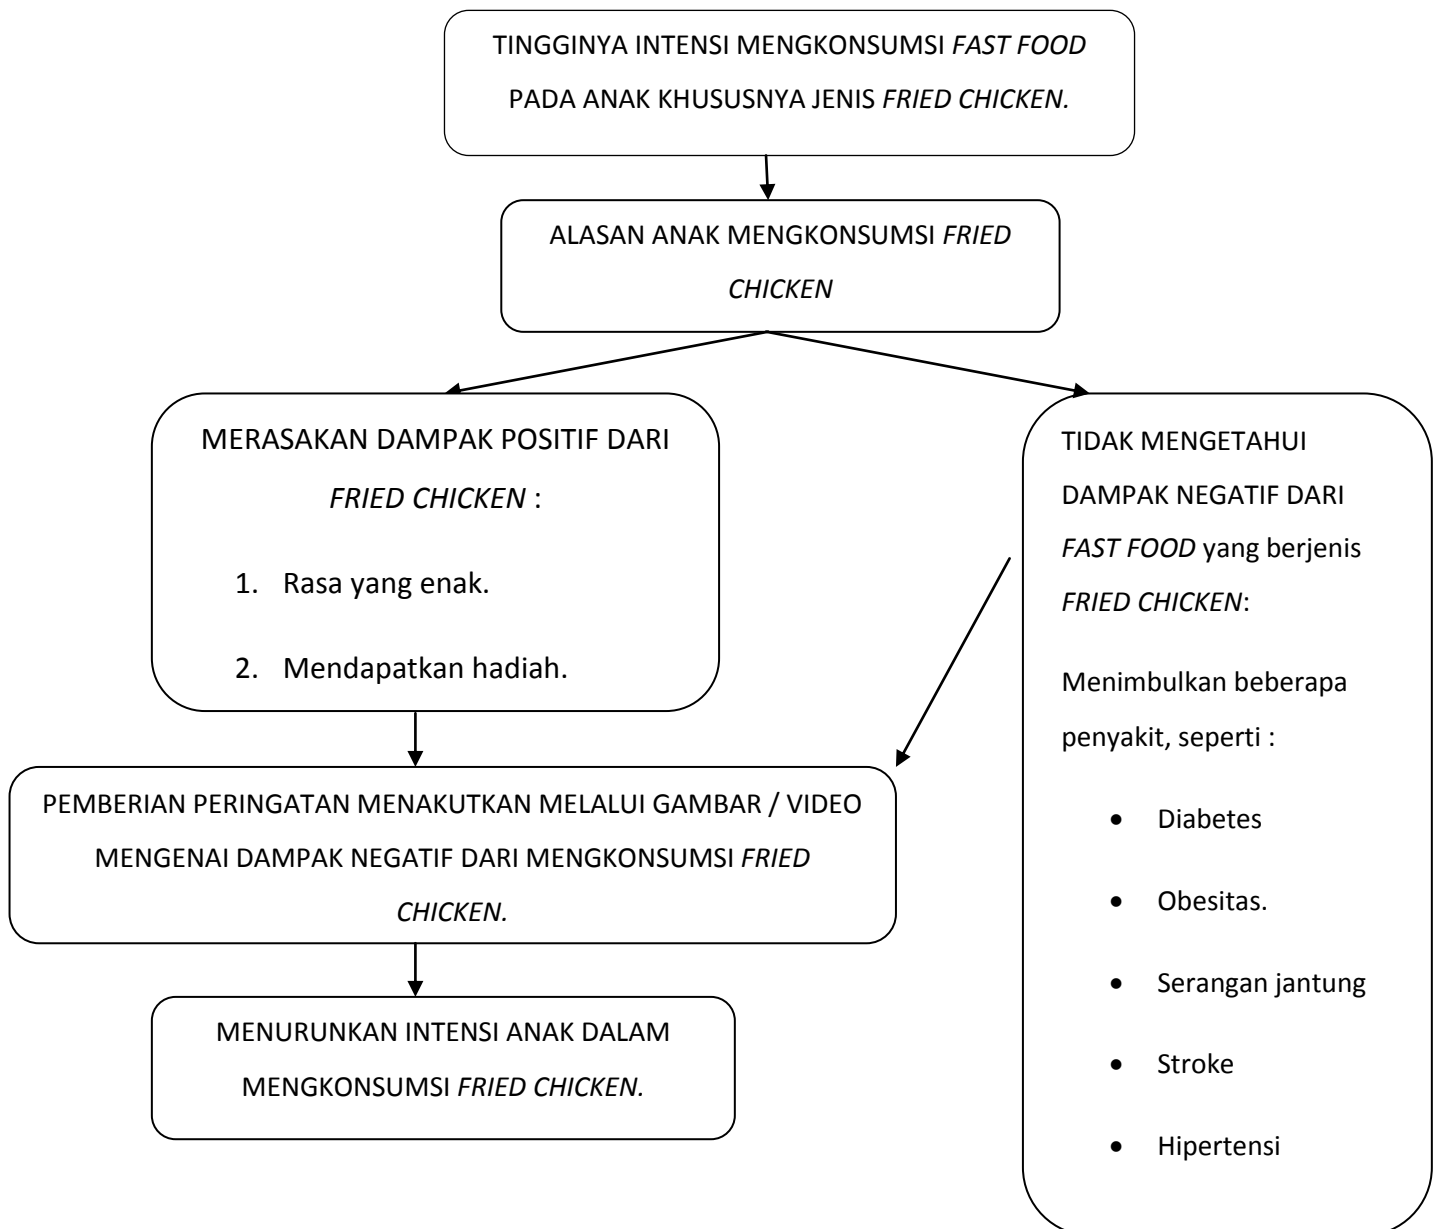 TINGGINYA INTENSI MENGKONSUMSI FAST FOOD
PADA ANAK KHUSUSNYA JENIS FRIED CHICKEN.
ALASAN ANAK MENGKONSUMSI FRIED
CHICKEN
MERASAKAN DAMPAK POSITIF DARI
FRIED CHICKEN :
1. Rasa yang enak.
2. Mendapatkan hadiah.
TIDAK MENGETAHUI
DAMPAK NEGATIF DARI
FAST FOOD yang berjenis
FRIED CHICKEN:
Menimbulkan beberapa
penyakit, seperti :
• Diabetes
• Obesitas.
• Serangan jantung
• Stroke
• Hipertensi
PEMBERIAN PERINGATAN MENAKUTKAN MELALUI GAMBAR / VIDEO
MENGENAI DAMPAK NEGATIF DARI MENGKONSUMSI FRIED
CHICKEN.
MENURUNKAN INTENSI ANAK DALAM
MENGKONSUMSI FRIED CHICKEN.